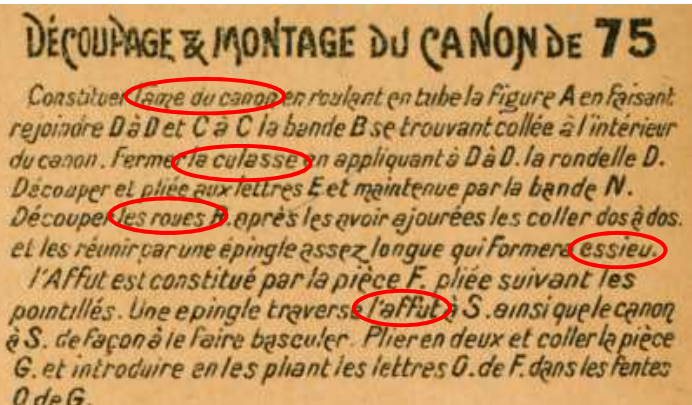 DÉCOUPAGE & MONTAGE DU CANON DE 75
Constituer l'ame du canon en roulant en tube la figure A en faisant
rejoindre D à D et C à C la bande B se trouvant collée à l'intérieur
du canon. Fermer la culasse en appliquant à D à D. la rondelle D.
Découper et pliée aux lettres E et maintenue par la bande N.
Découper les roues R. après les avoir ajourées les coller dos à dos.
et les réunir par une épingle assez longue qui Formera essieu.
l'Affut est constitué par la pièce F. pliée suivant les
pointillés. Une epingle traverse l'affut à S. ainsi que le canon
à S. de façon à le faire basculer. Plier en deux et coller la pièce
G. et introduire en les pliant les lettres O. de F. dans les fentes
O de G.